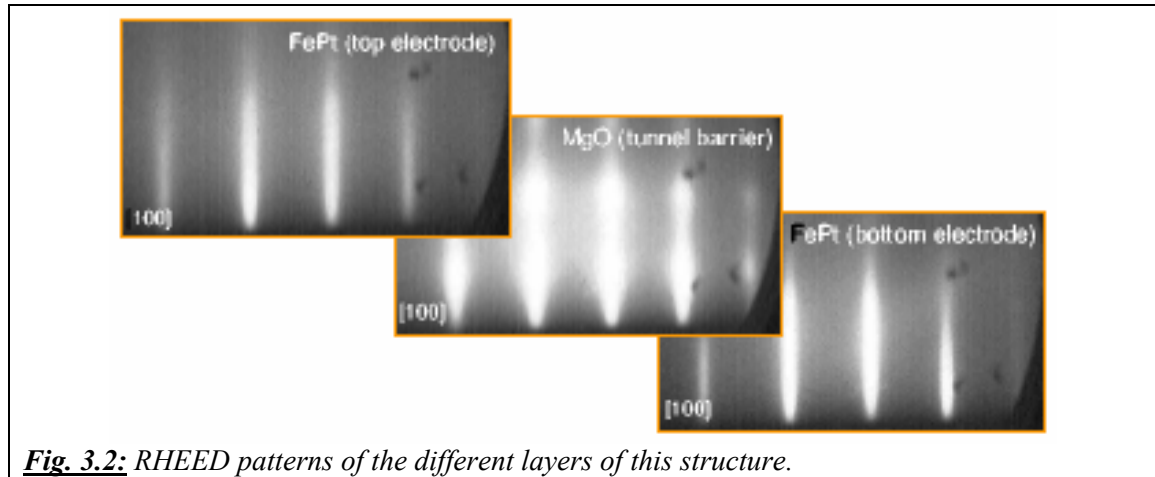 FePt (top electrode)
[100]
MgO (tunnel barrier)
[100]
FePt (bottom electrode)
[100]
Fig. 3.2: RHEED patterns of the different layers of this structure.